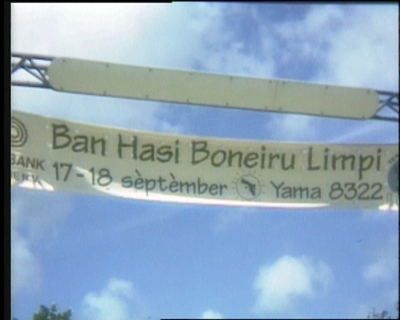 Ban Hasi Boneiru Limpi
BANK
17-18 sèptèmber Yama 8322